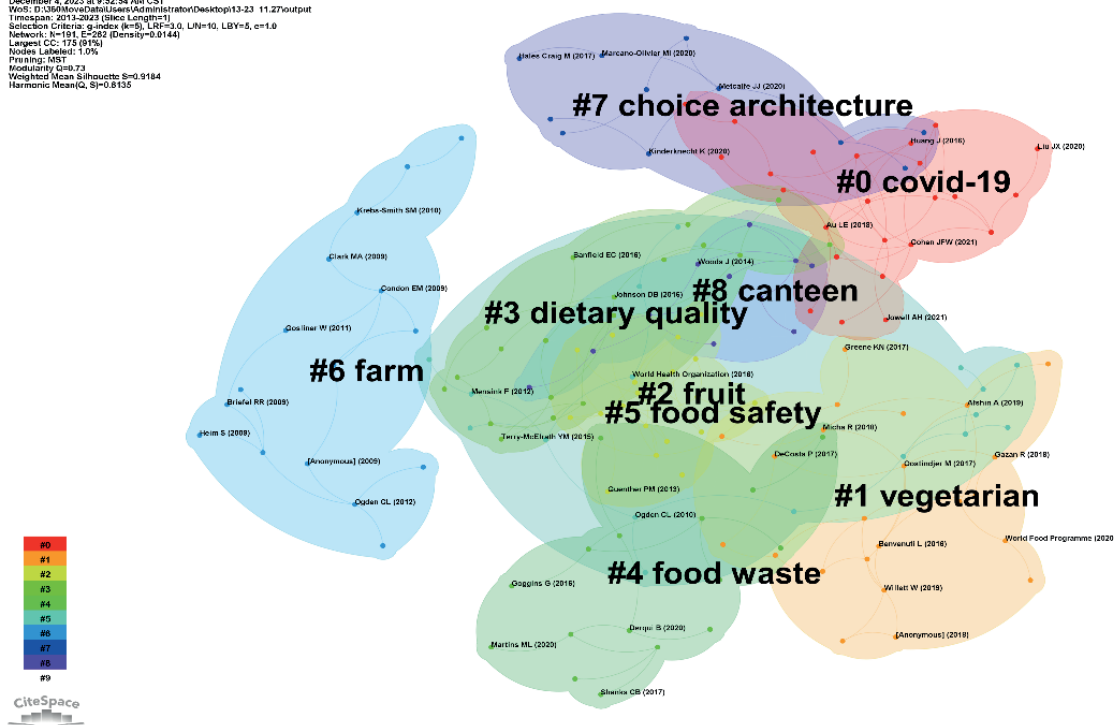 December 4, 2023 at 9:52:54 AM CST
WoS: D:\360MoveData\Users\Administrator\Desktop\13-23 11.27\output
Timespan: 2013-2023 (Slice Length=1)
Selection Criteria: g-index (k=5), LRF=3.0, L/N=10, LBY=5, e=1.0
Network: N=191, E=262 (Density=0.0144)
Largest CC: 175 (91%)
Nodes Labeled: 1.0%
Pruning: MST
Modularity Q=0.73
Weighted Mean Silhouette S=0.9184
Harmonic Mean(Q, S)=0.8135
Hales Craig M (2017)
Marcano-Olivier MI (2020)
Metcalfe JJ (2020)
#7 choice architecture
Kinderknecht K (2020)
Huang J (2016)
Liu JX (2020)
#0 covid-19
Krebs-Smith SM (2018)
Au LE (2018)
Cohen JFW (2021)
Clark MA (2009)
Banfield EC (2016)
Woods J (2014)
Condon EM (2009)
Johnson DB (2016)
#8 canteen
#3 dietary quality
Jowell AH (2021)
Gosliner W (2011)
Greene KN (2017)
#6 farm
World Health Organization (2016)
Mensink F (2012)
#2 fruit
Briefel RR (2009)
Afshin A (2019)
#5 food safety
Heim S (2009)
Terry-McElrath YM (2015)
Micha R (2018)
DeCosta P (2017)
[Anonymous] (2009)
Oostindjer M (2017)
Gazan R (2018)
Guenther PM (2013)
#1 vegetarian
Ogden CL (2012)
Ogden CL (2010)
Benvenuti L (2016)
World Food Programme (2020
#4 food waste
Goggins G (2016)
Willett W (2019)
Derqui B (2020)
[Anonymous] (2018)
Martins ML (2020)
Shanks CB (2017)
#0
#1
#2
#3
#4
#5
#6
#7
#8
#9
CiteSpace